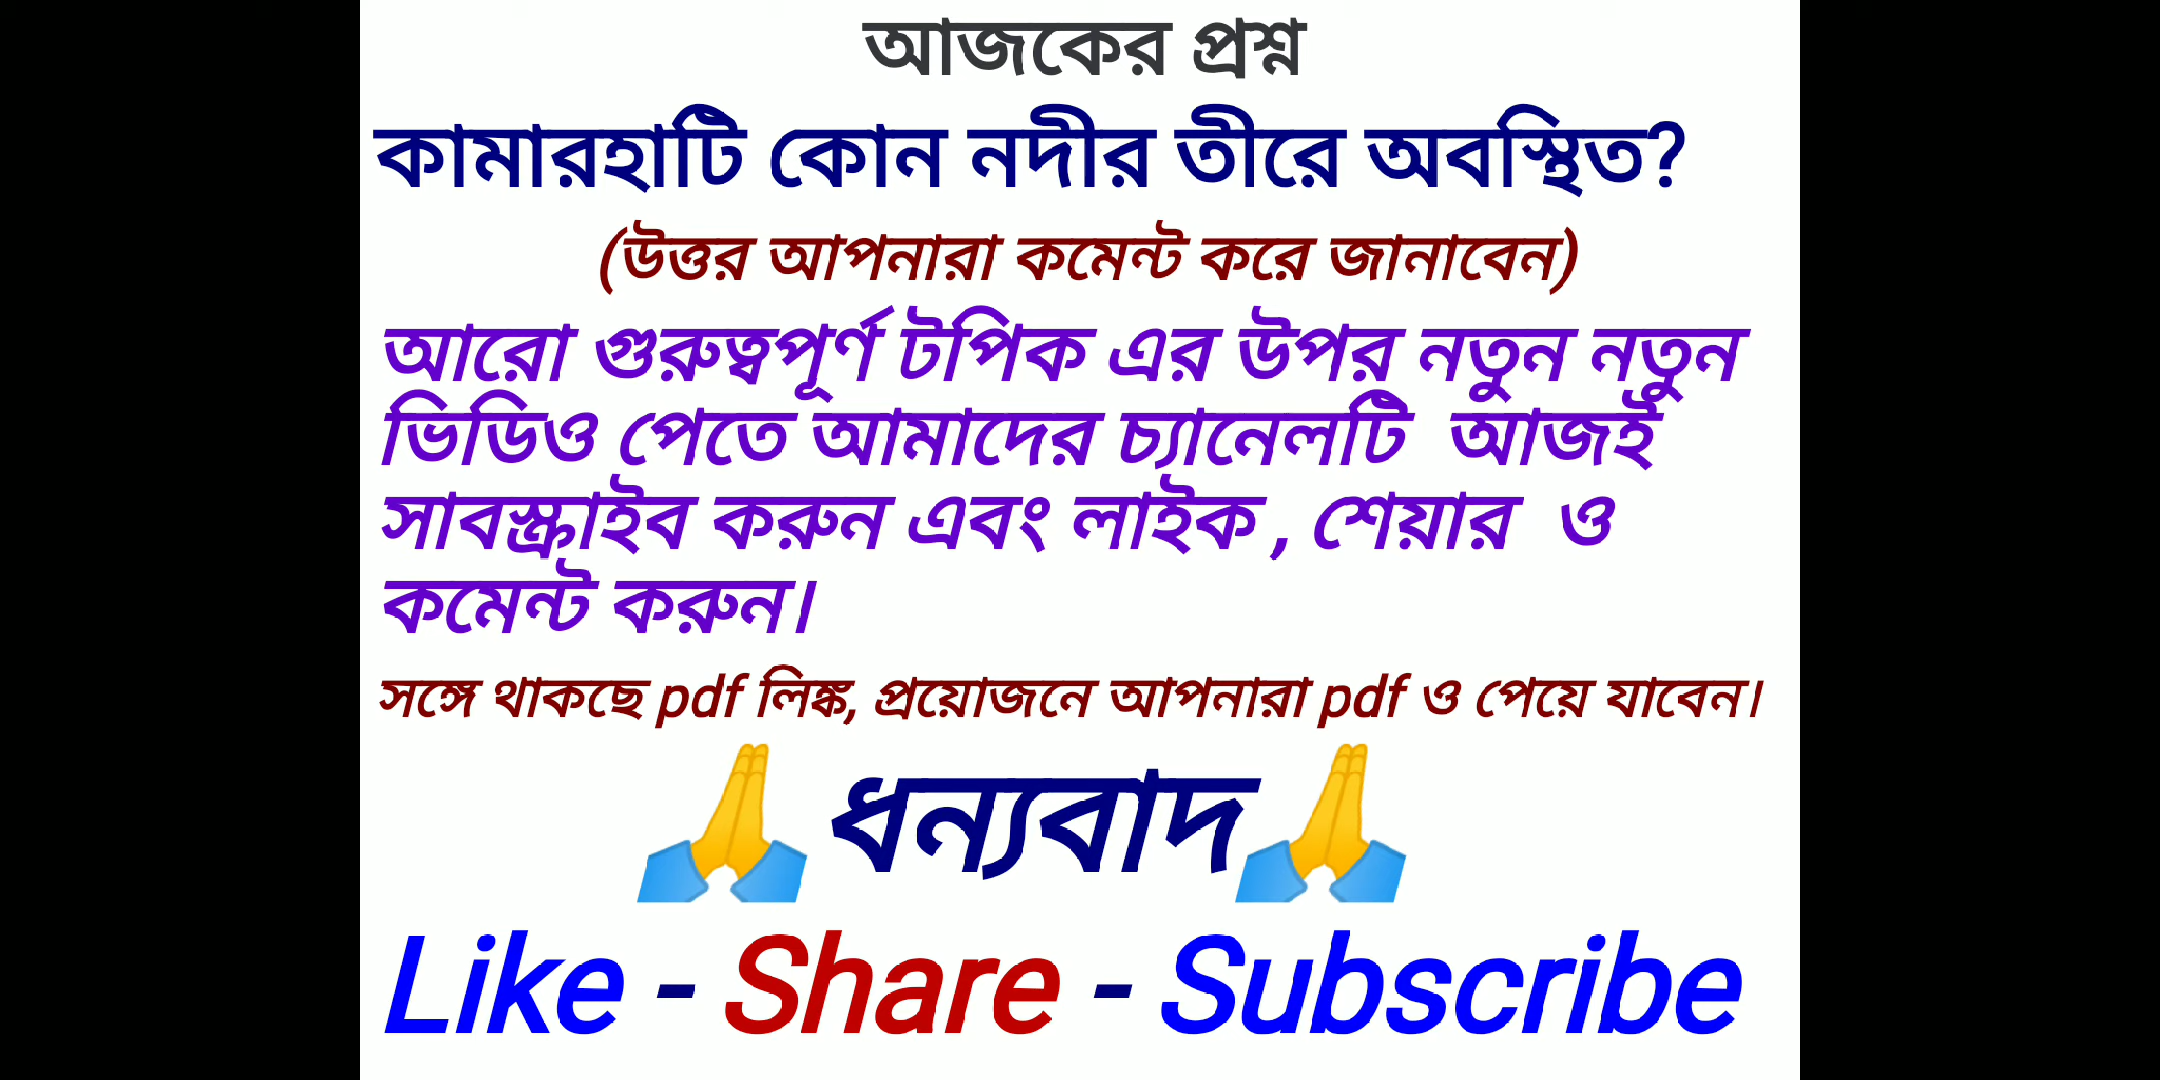 আজকের প্রশ্ন
কামারহাটি কোন নদীর তীরে অবস্থিত?
(উত্তর আপনারা কমেন্ট করে জানাবেন)
আরো গুরুত্বপূর্ণ টপিক এর উপর নতুন নতুন
ভিডিও পেতে আমাদের চ্যানেলটি আজই
সাবস্ক্রাইব করুন এবং লাইক , শেয়ার ও
কমেন্ট করুন।
সঙ্গে থাকছে pdf লিঙ্ক, প্রয়োজনে আপনারা pdf ও পেয়ে যাবেন।
🙏ধন্যবাদ🙏
Like - Share - Subscribe